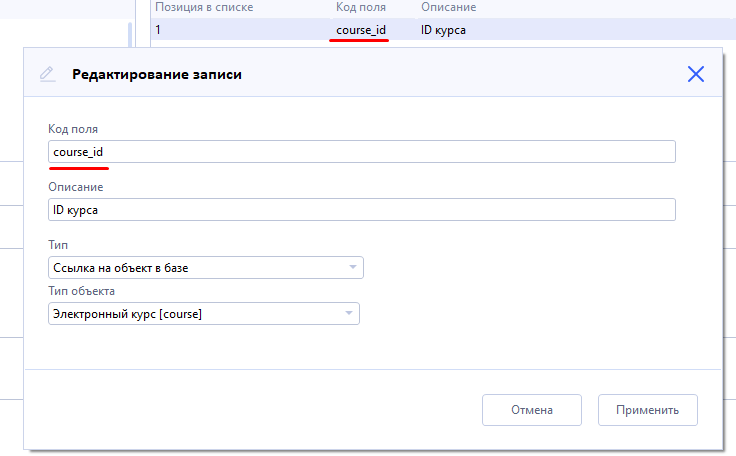 Позиция в списке Код поля Описание
1 course_id ID курса
Редактирование записи
Код поля
course_id
Описание
ID курса
Тип
Ссылка на объект в базе
Тип объекта
Электронный курс [course]
Отмена Применить